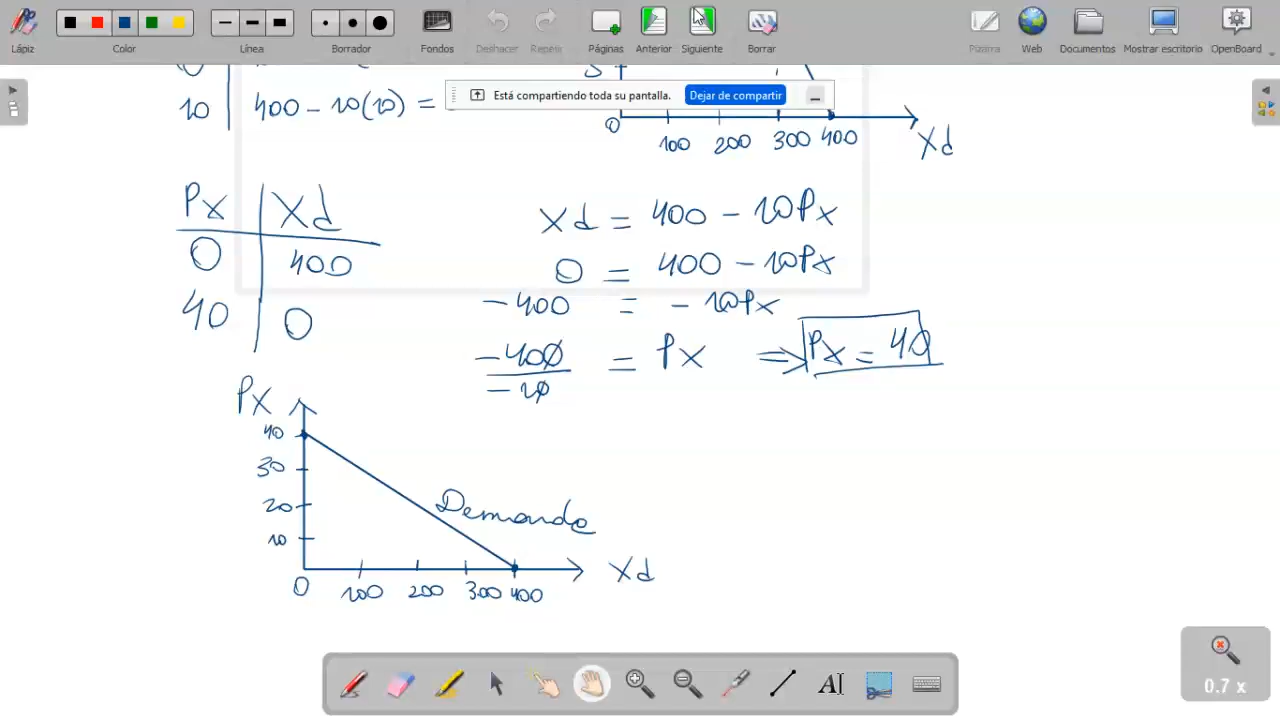 Lápiz Color Línea Borrador Fondos Deshacer Repetir Páginas Anterior Siguiente Borrar Página Web Documentos Mostrar escritorio OpenBoard
Está compartiendo toda su pantalla. Dejar de compartir
10 400 - 10(10) =
0 100 200 300 400 Xd
Px Xd
0 400
40 0
Xd = 400 - 10Px
0 = 400 - 10Px
-400 = - 10Px
-400 = Px ⇒ Px = 40
-10
Px
40
30
20
10
Demanda
0 100 200 300 400 Xd
0.7 x